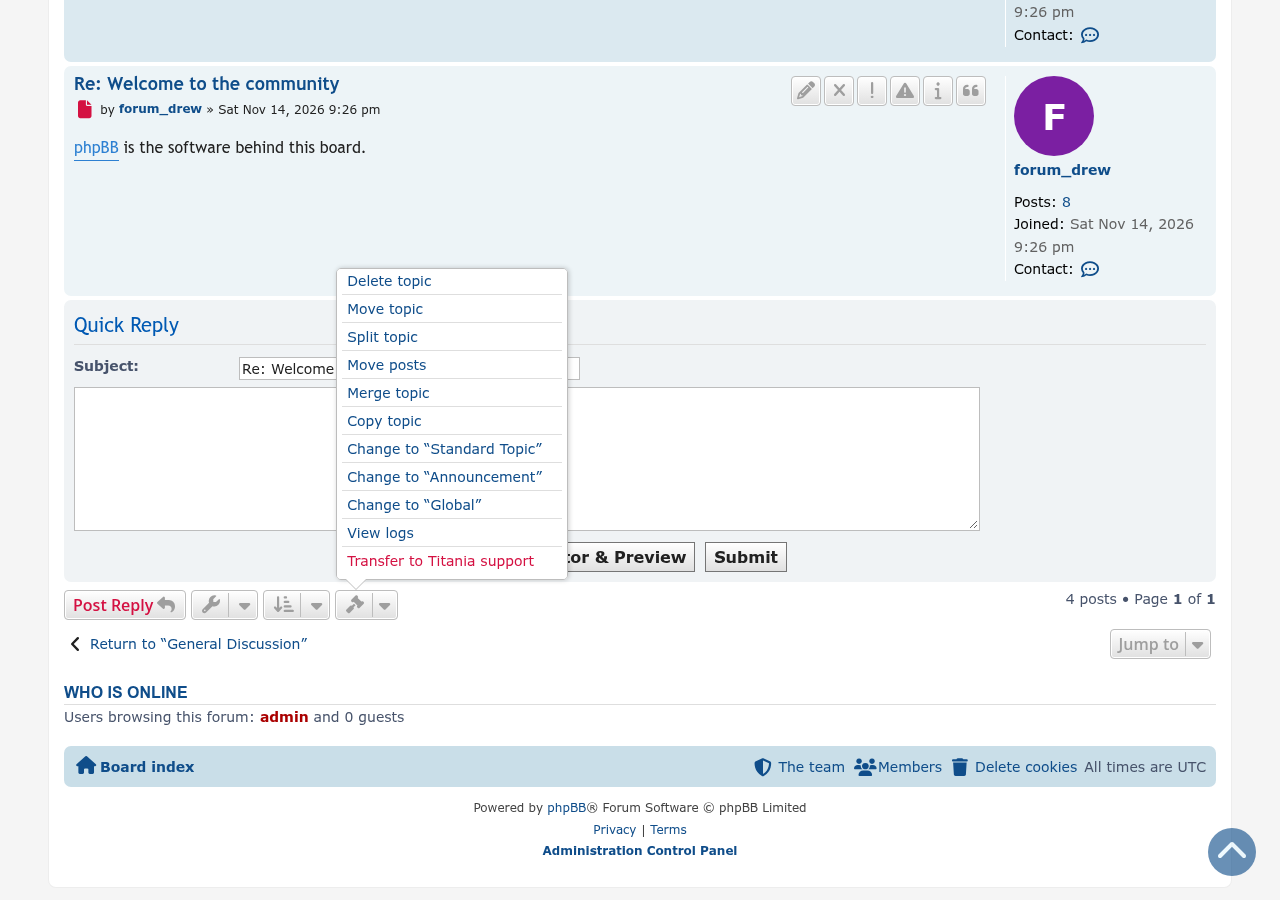 9:26 pm
Contact:
Re: Welcome to the community
by forum_drew » Sat Nov 14, 2026 9:26 pm
phpBB is the software behind this board.
F
forum_drew
Posts: 8
Joined: Sat Nov 14, 2026
9:26 pm
Contact:
Quick Reply
Subject:
Re: Welcome
tor & Preview
Submit
Delete topic
Move topic
Split topic
Move posts
Merge topic
Copy topic
Change to “Standard Topic”
Change to “Announcement”
Change to “Global”
View logs
Transfer to Titania support
Post Reply
4 posts • Page 1 of 1
Return to “General Discussion”
Jump to
WHO IS ONLINE
Users browsing this forum: admin and 0 guests
Board index
The team
Members
Delete cookies
All times are UTC
Powered by phpBB® Forum Software © phpBB Limited
Privacy | Terms
Administration Control Panel